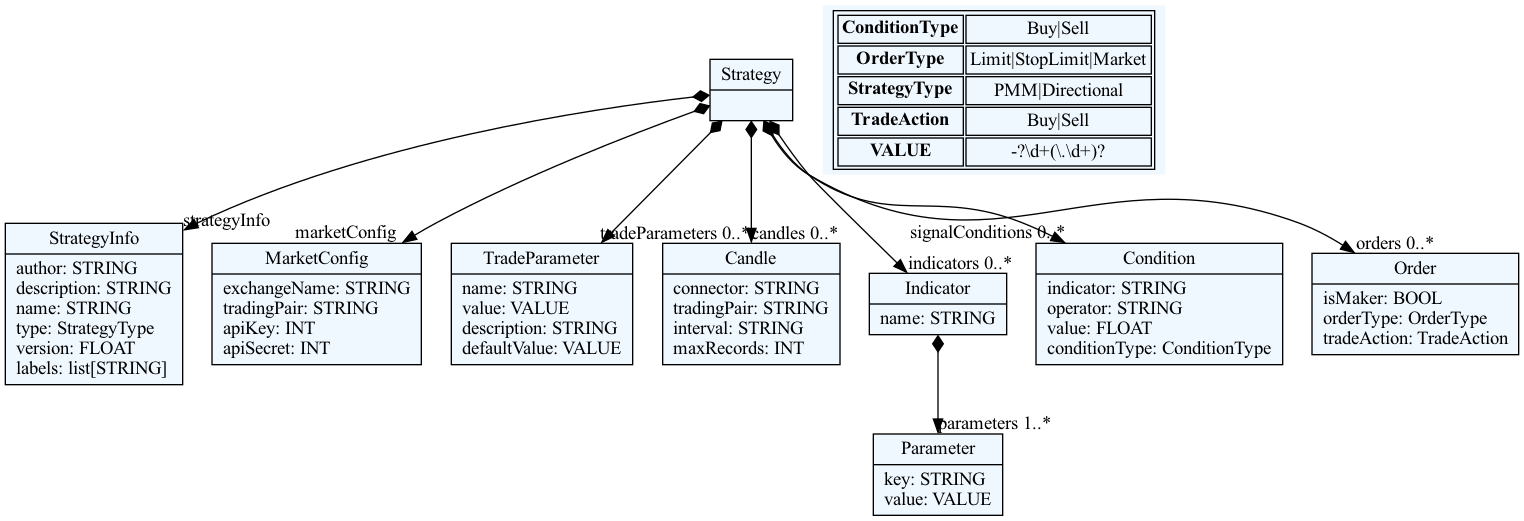 ConditionType Buy|Sell
OrderType Limit|StopLimit|Market
StrategyType PMM|Directional
TradeAction Buy|Sell
VALUE -?\d+(\.\d+)?
Strategy
strategyInfo
marketConfig
tradeParameters 0..*
candles 0..*
indicators 0..*
signalConditions 0..*
orders 0..*
StrategyInfo
author: STRING
description: STRING
name: STRING
type: StrategyType
version: FLOAT
labels: list[STRING]
MarketConfig
exchangeName: STRING
tradingPair: STRING
apiKey: INT
apiSecret: INT
TradeParameter
name: STRING
value: VALUE
description: STRING
defaultValue: VALUE
Candle
connector: STRING
tradingPair: STRING
interval: STRING
maxRecords: INT
Indicator
name: STRING
Condition
indicator: STRING
operator: STRING
value: FLOAT
conditionType: ConditionType
Order
isMaker: BOOL
orderType: OrderType
tradeAction: TradeAction
parameters 1..*
Parameter
key: STRING
value: VALUE